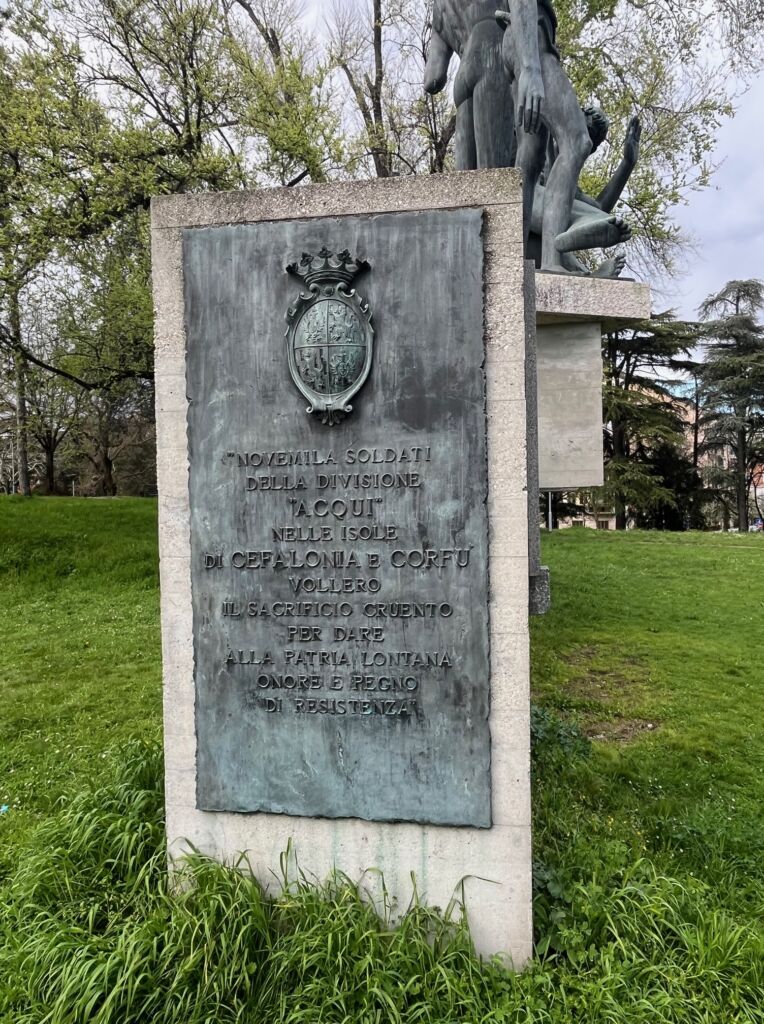 "NOVEMILA SOLDATI
DELLA DIVISIONE
"ACQUI"
NELLE ISOLE
DI CEFALONIA E CORFU'
VOLLERO
IL SACRIFICIO CRUENTO
PER DARE
ALLA PATRIA LONTANA
ONORE E PEGNO
DI RESISTENZA"